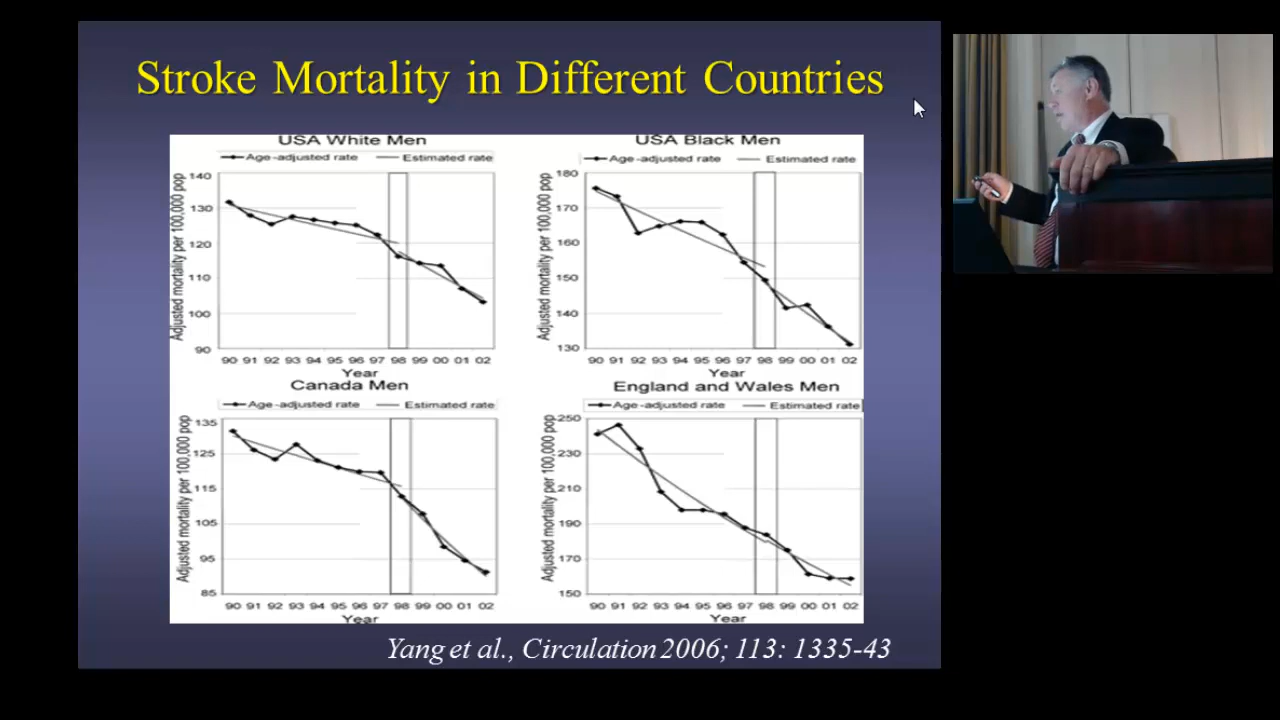 Stroke Mortality in Different Countries
USA White Men
Age-adjusted rate Estimated rate
Adjusted mortality per 100,000 pop
140
130
120
110
100
90
90 91 92 93 94 95 96 97 98 99 00 01 02
Year
USA Black Men
Age-adjusted rate Estimated rate
Adjusted mortality per 100,000 pop
180
170
160
150
140
130
90 91 92 93 94 95 96 97 98 99 00 01 02
Year
Canada Men
Age-adjusted rate Estimated rate
Adjusted mortality per 100,000 pop
135
125
115
105
95
85
90 91 92 93 94 95 96 97 98 99 00 01 02
Year
England and Wales Men
Age-adjusted rate Estimated rate
Adjusted mortality per 100,000 pop
250
230
210
190
170
150
90 91 92 93 94 95 96 97 98 99 00 01 02
Year
Yang et al., Circulation 2006; 113: 1335-43